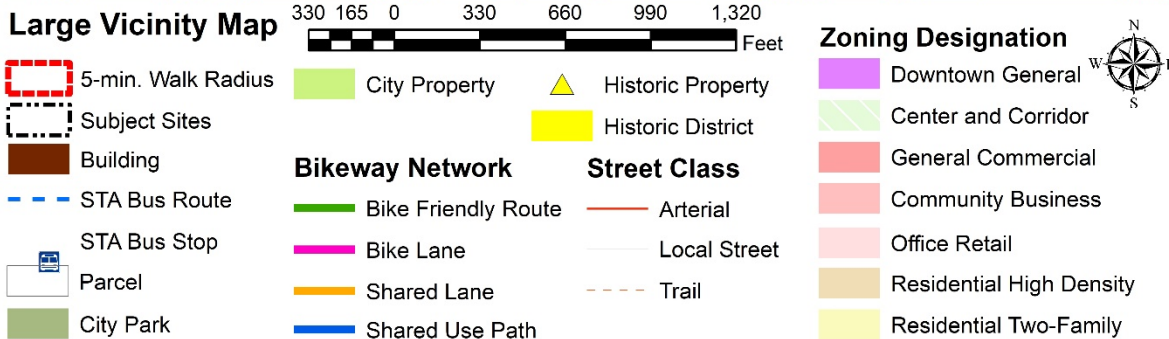 Large Vicinity Map
5-min. Walk Radius
Subject Sites
Building
STA Bus Route
STA Bus Stop
Parcel
City Park
330 165 0 330 660 990 1,320
Feet
City Property
Historic Property
Historic District
Bikeway Network
Bike Friendly Route
Bike Lane
Shared Lane
Shared Use Path
Street Class
Arterial
Local Street
Trail
Zoning Designation
Downtown General
Center and Corridor
General Commercial
Community Business
Office Retail
Residential High Density
Residential Two-Family
N
W
S